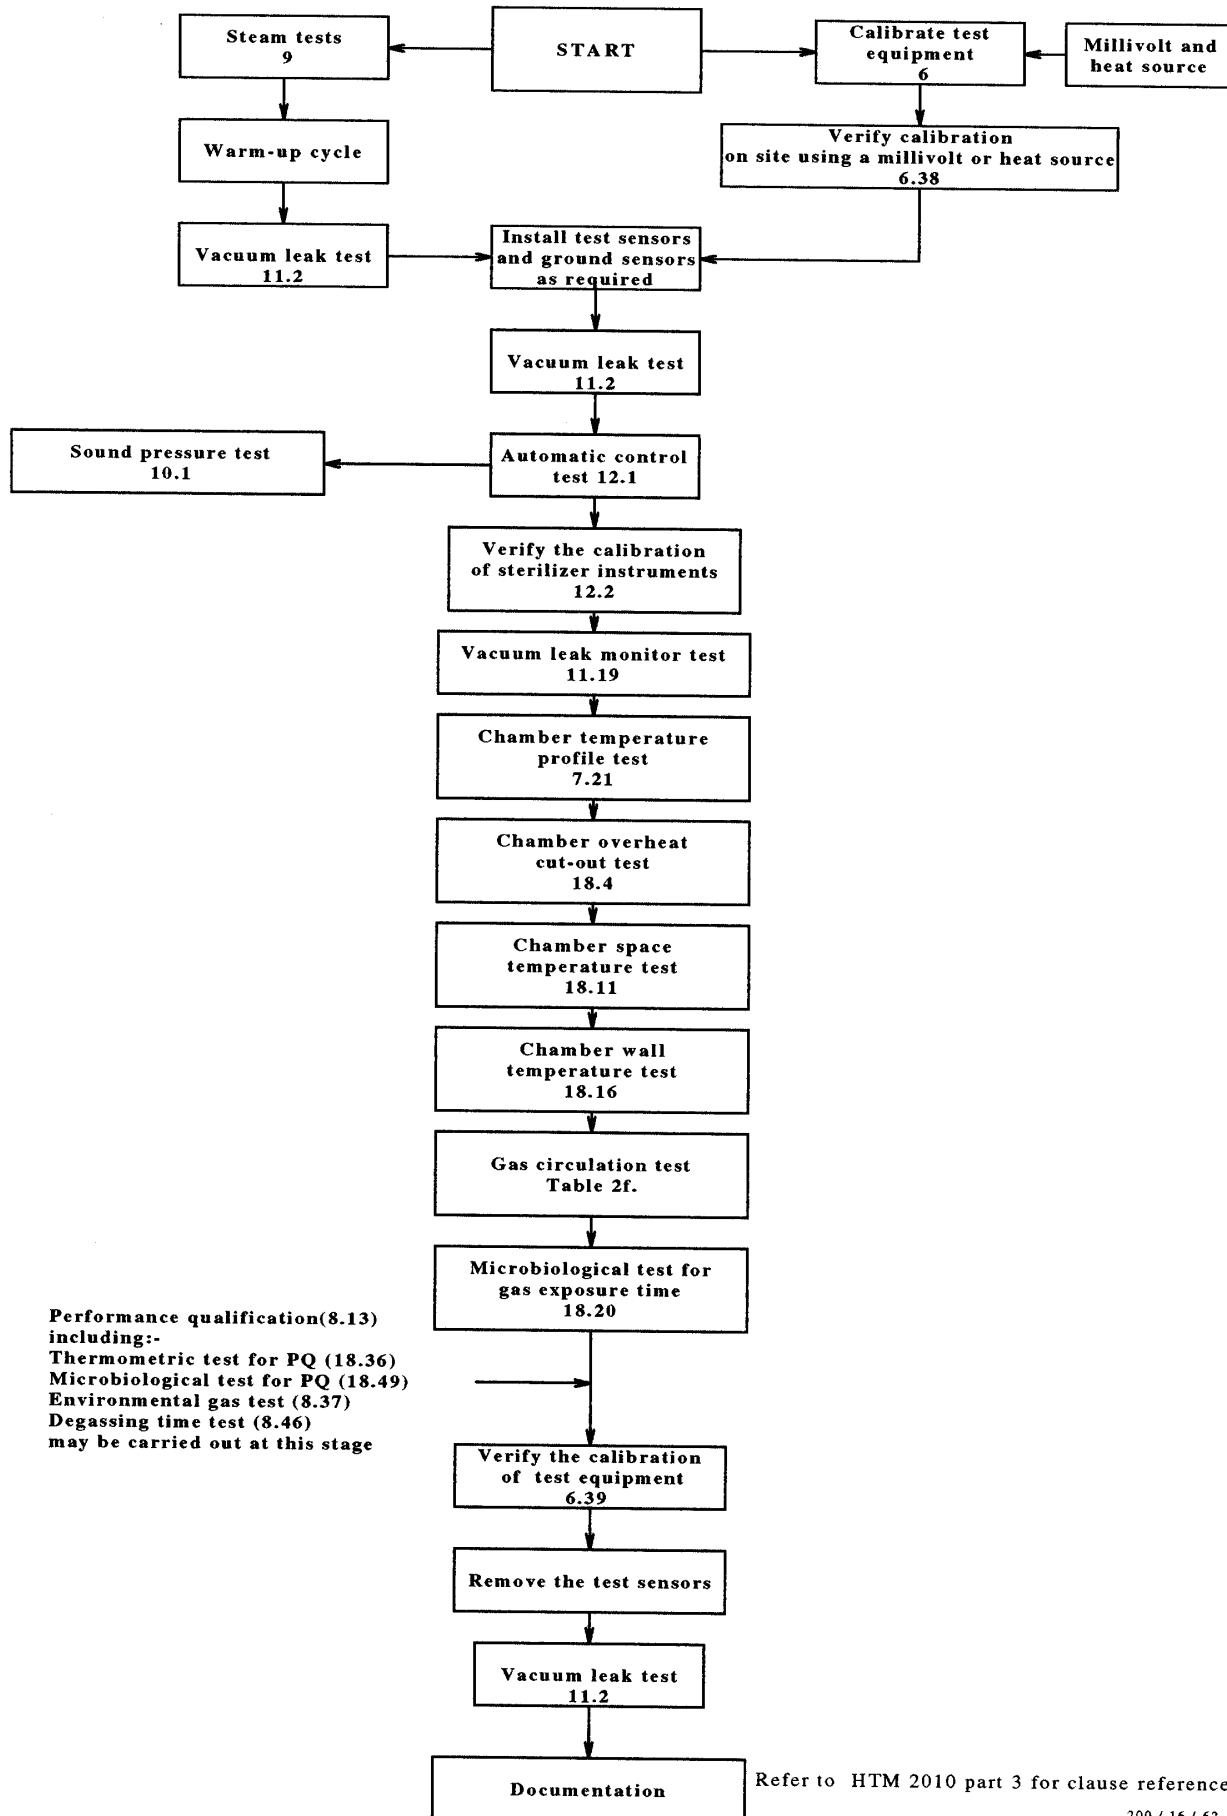 Steam tests
9
START
Calibrate test
equipment
6
Millivolt and
heat source
Warm-up cycle
Verify calibration
on site using a millivolt or heat source
6.38
Vacuum leak test
11.2
Install test sensors
and ground sensors
as required
Vacuum leak test
11.2
Sound pressure test
10.1
Automatic control
test 12.1
Verify the calibration
of sterilizer instruments
12.2
Vacuum leak monitor test
11.19
Chamber temperature
profile test
7.21
Chamber overheat
cut-out test
18.4
Chamber space
temperature test
18.11
Chamber wall
temperature test
18.16
Gas circulation test
Table 2f.
Microbiological test for
gas exposure time
18.20
Performance qualification(8.13)
including:-
Thermometric test for PQ (18.36)
Microbiological test for PQ (18.49)
Environmental gas test (8.37)
Degassing time test (8.46)
may be carried out at this stage
Verify the calibration
of test equipment
6.39
Remove the test sensors
Vacuum leak test
11.2
Documentation
Refer to HTM 2010 part 3 for clause reference